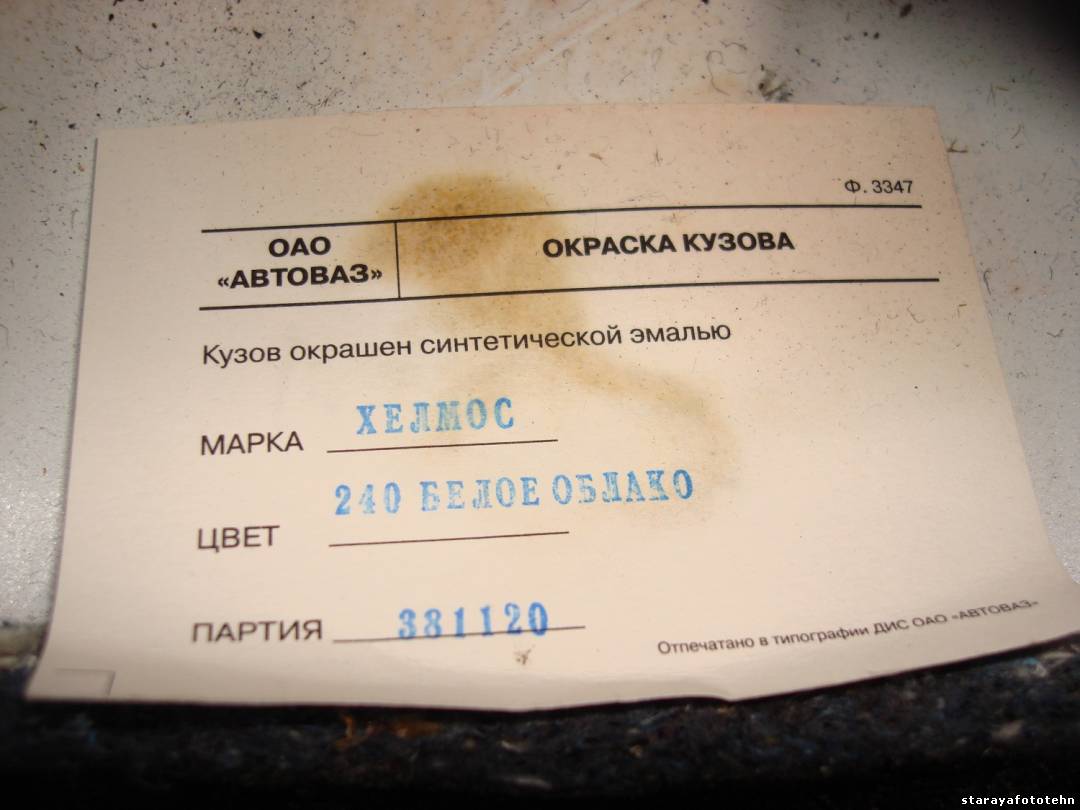 Ф. 3347
ОАО
«АВТОВАЗ»
ОКРАСКА КУЗОВА
Кузов окрашен синтетической эмалью
МАРКА ХЕЛМОС
ЦВЕТ 240 БЕЛОЕ ОБЛАКО
ПАРТИЯ 381120
Отпечатано в типографии ДИС ОАО «АВТОВАЗ»
starayafototehn